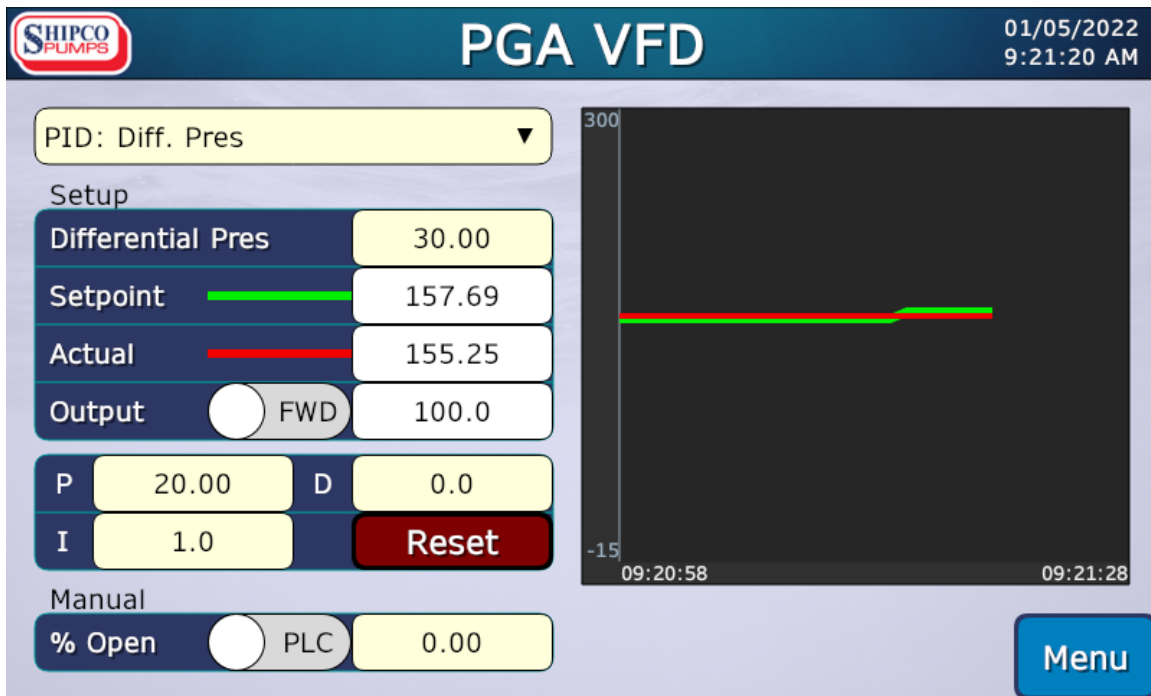 SHIPCO
PUMPS
PGA VFD
01/05/2022
9:21:20 AM
PID: Diff. Pres ▼
Setup
Differential Pres 30.00
Setpoint 157.69
Actual 155.25
Output FWD 100.0
P 20.00 D 0.0
I 1.0 Reset
Manual
% Open PLC 0.00
300
-15
09:20:58 09:21:28
Menu